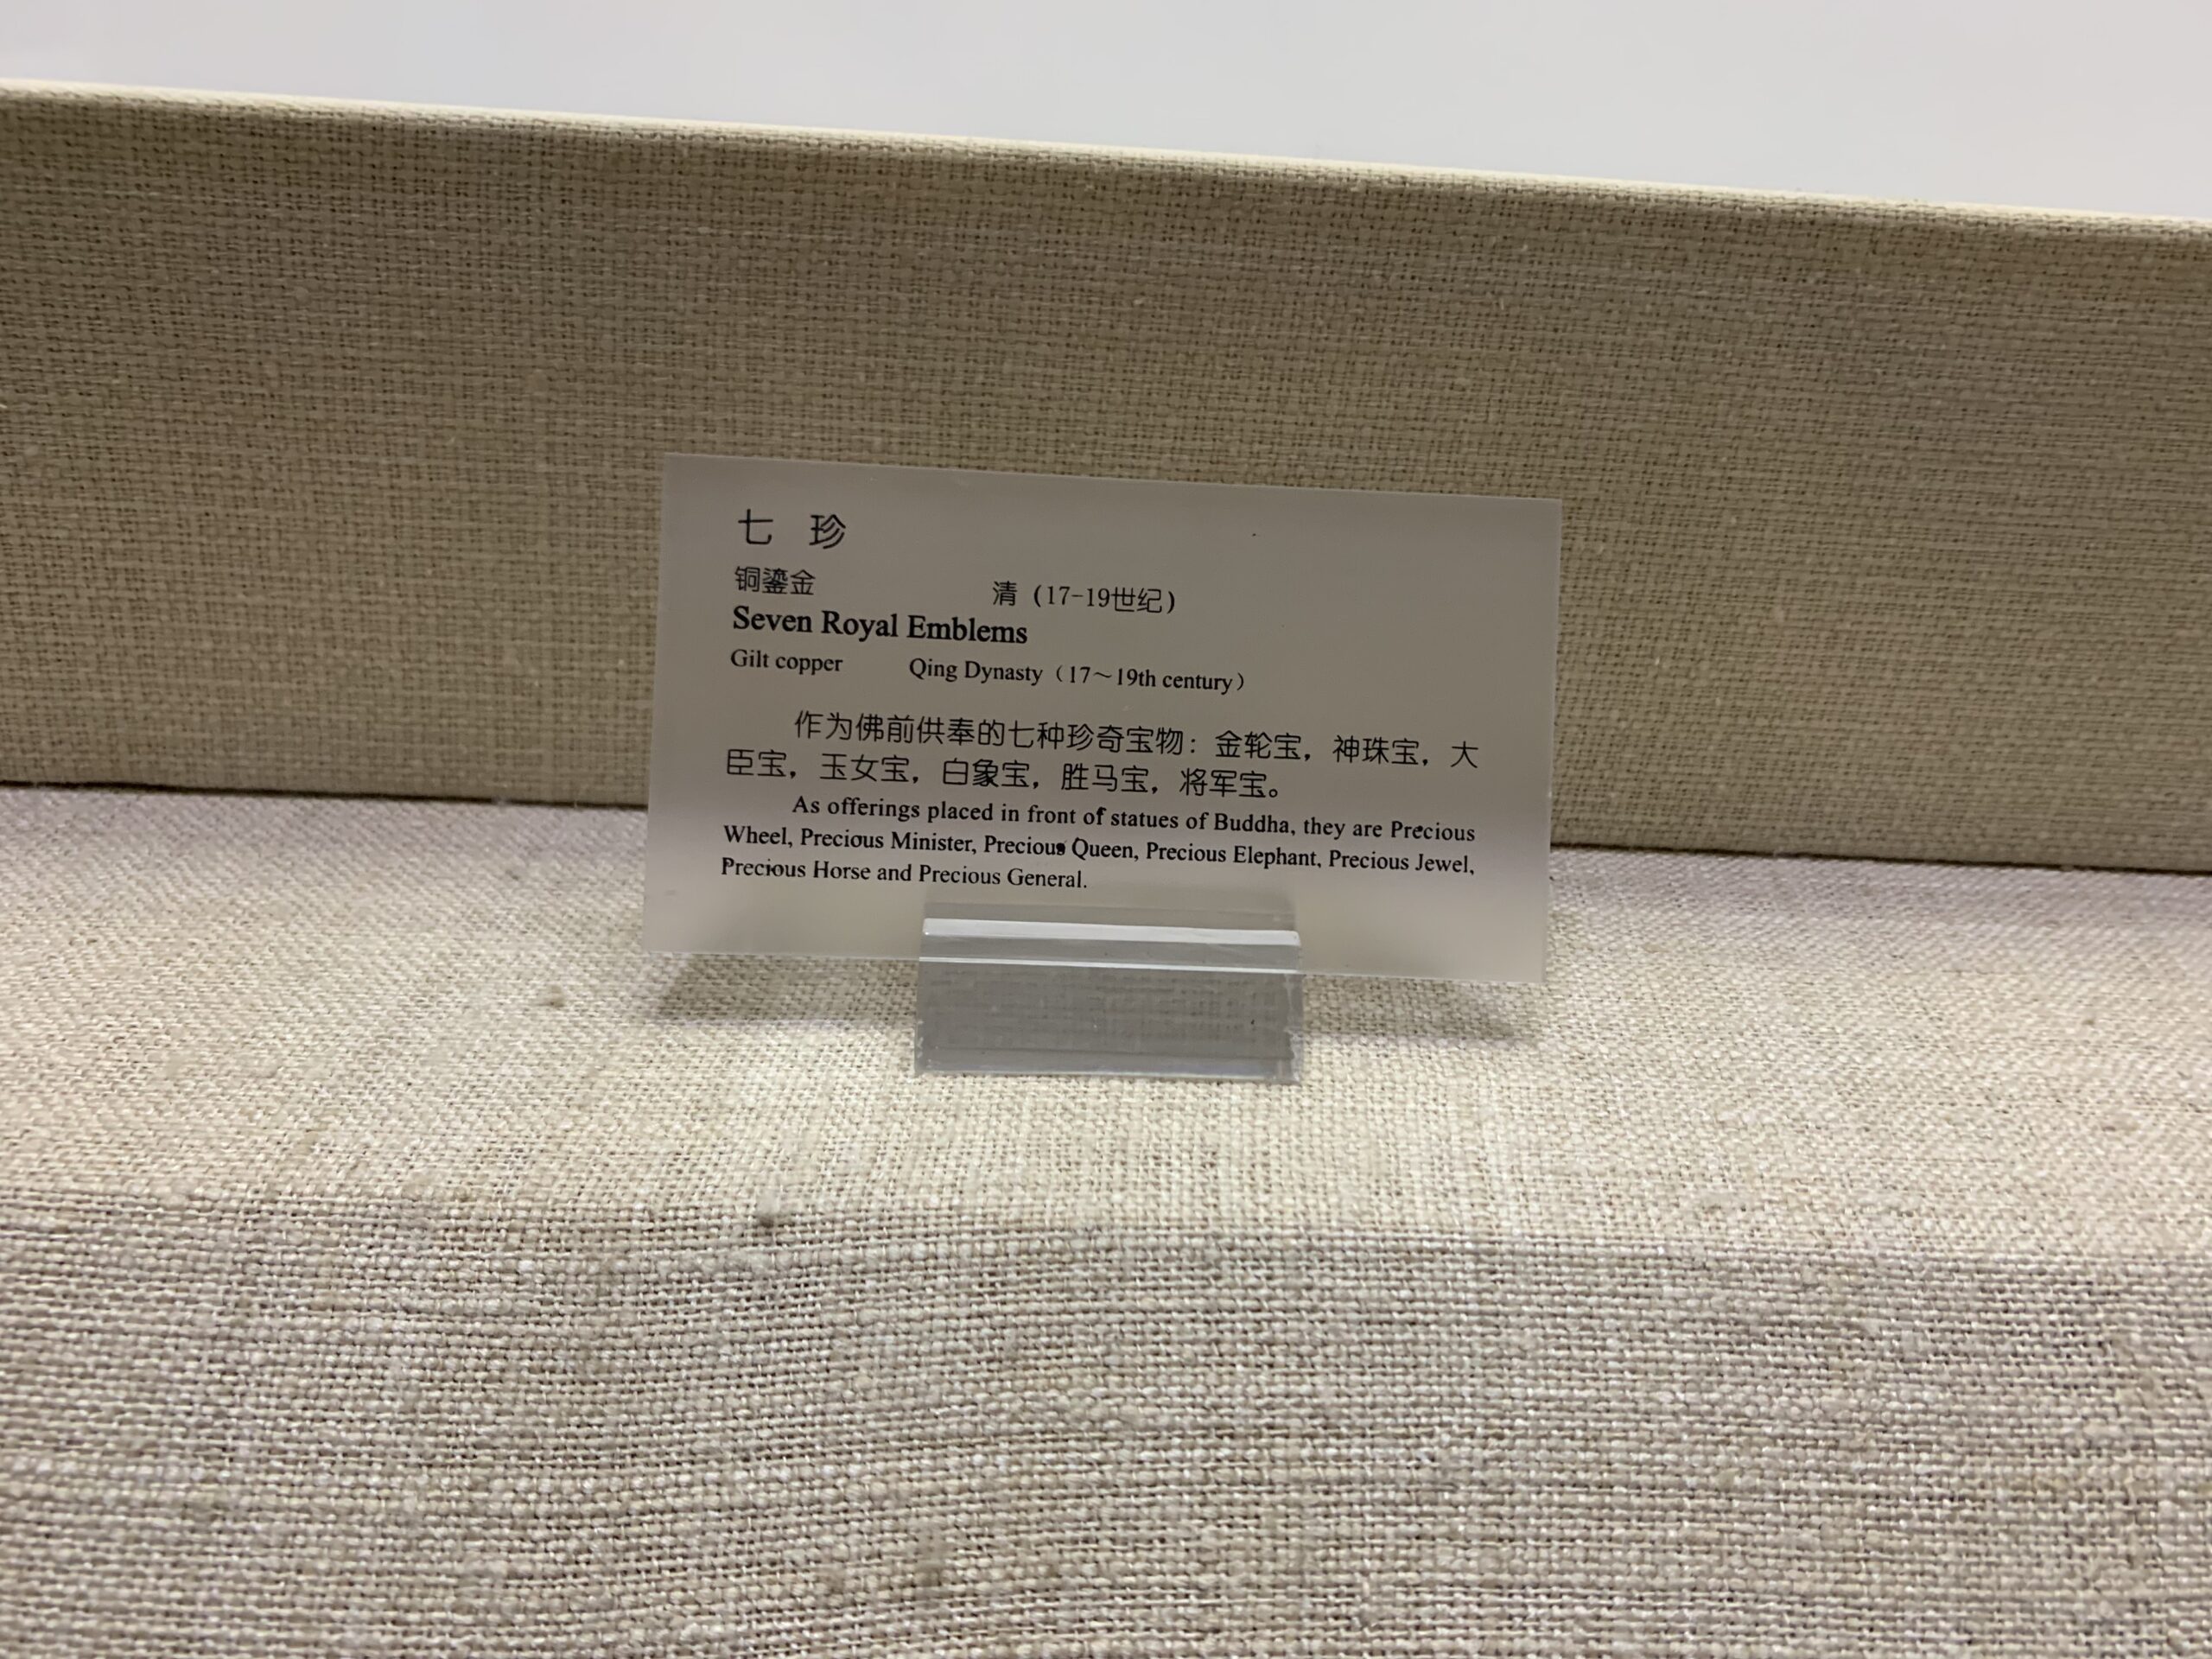 七 珍
铜鎏金 清（17-19世纪）
Seven Royal Emblems
Gilt copper Qing Dynasty（17～19th century）
作为佛前供奉的七种珍奇宝物：金轮宝，神珠宝，大
臣宝，玉女宝，白象宝，胜马宝，将军宝。
As offerings placed in front of statues of Buddha, they are Precious
Wheel, Precious Minister, Precious Queen, Precious Elephant, Precious Jewel,
Precious Horse and Precious General.